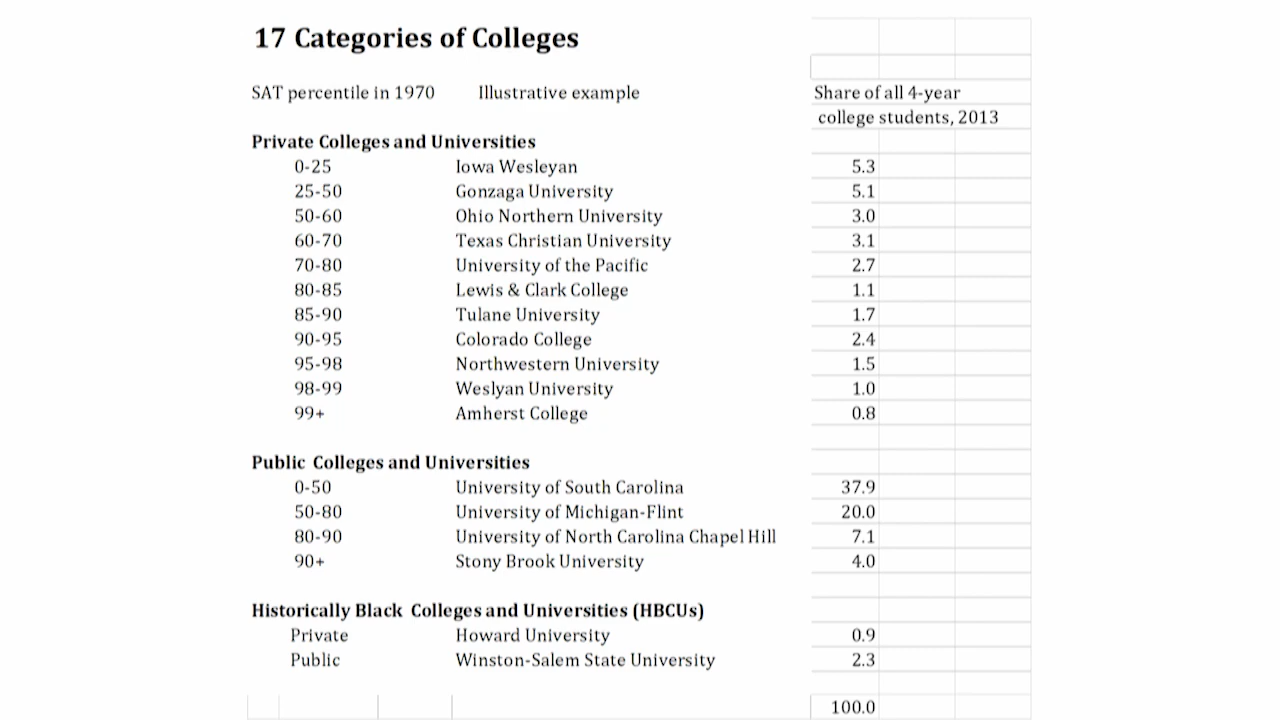 17 Categories of Colleges
SAT percentile in 1970 Illustrative example Share of all 4-year
college students, 2013
Private Colleges and Universities
0-25 Iowa Wesleyan 5.3
25-50 Gonzaga University 5.1
50-60 Ohio Northern University 3.0
60-70 Texas Christian University 3.1
70-80 University of the Pacific 2.7
80-85 Lewis & Clark College 1.1
85-90 Tulane University 1.7
90-95 Colorado College 2.4
95-98 Northwestern University 1.5
98-99 Weslyan University 1.0
99+ Amherst College 0.8
Public Colleges and Universities
0-50 University of South Carolina 37.9
50-80 University of Michigan-Flint 20.0
80-90 University of North Carolina Chapel Hill 7.1
90+ Stony Brook University 4.0
Historically Black Colleges and Universities (HBCUs)
Private Howard University 0.9
Public Winston-Salem State University 2.3
100.0